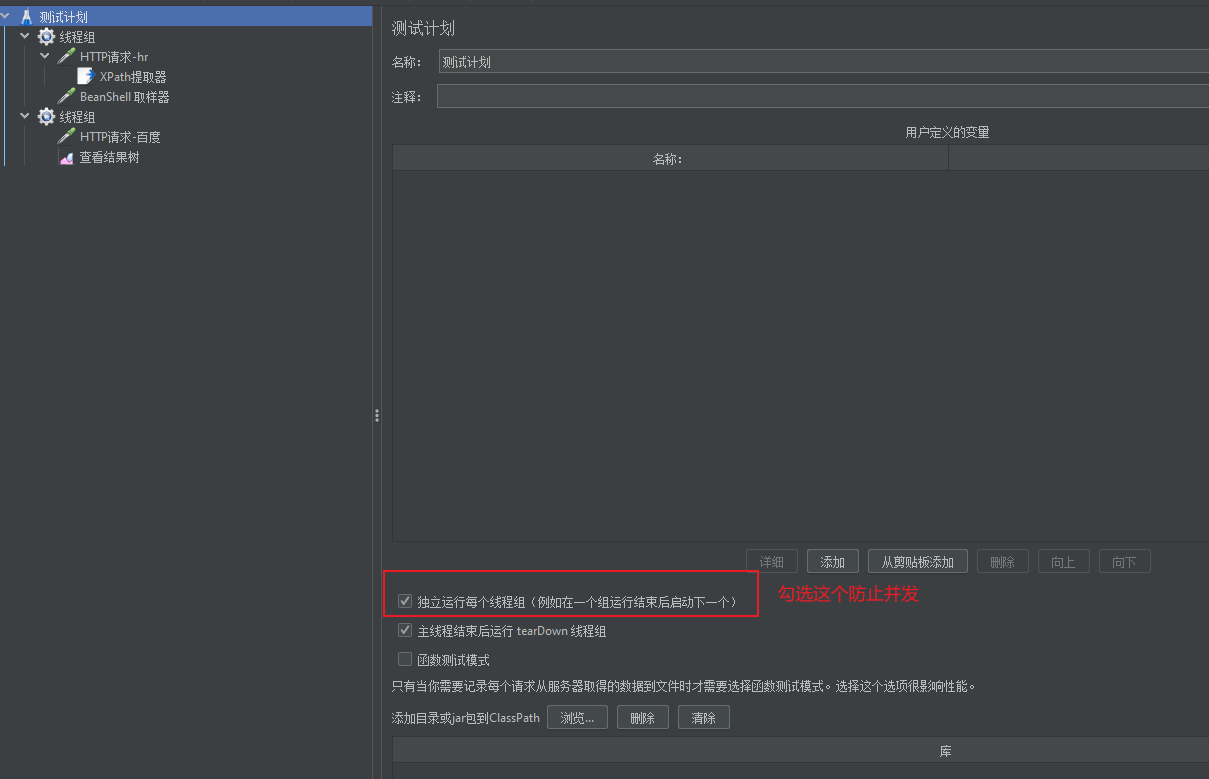 测试计划
线程组
HTTP请求-hr
XPath提取器
BeanShell 取样器
线程组
HTTP请求-百度
查看结果树
测试计划
名称：
测试计划
注释：
用户定义的变量
名称：
详细 添加 从剪贴板添加 删除 向上 向下
独立运行每个线程组（例如在一个组运行结束后启动下一个）
勾选这个防止并发
主线程结束后运行 tearDown 线程组
函数测试模式
只有当你需要记录每个请求从服务器取得的数据到文件时才需要选择函数测试模式。选择这个选项很影响性能。
添加目录或jar包到ClassPath 浏览... 删除 清除
库